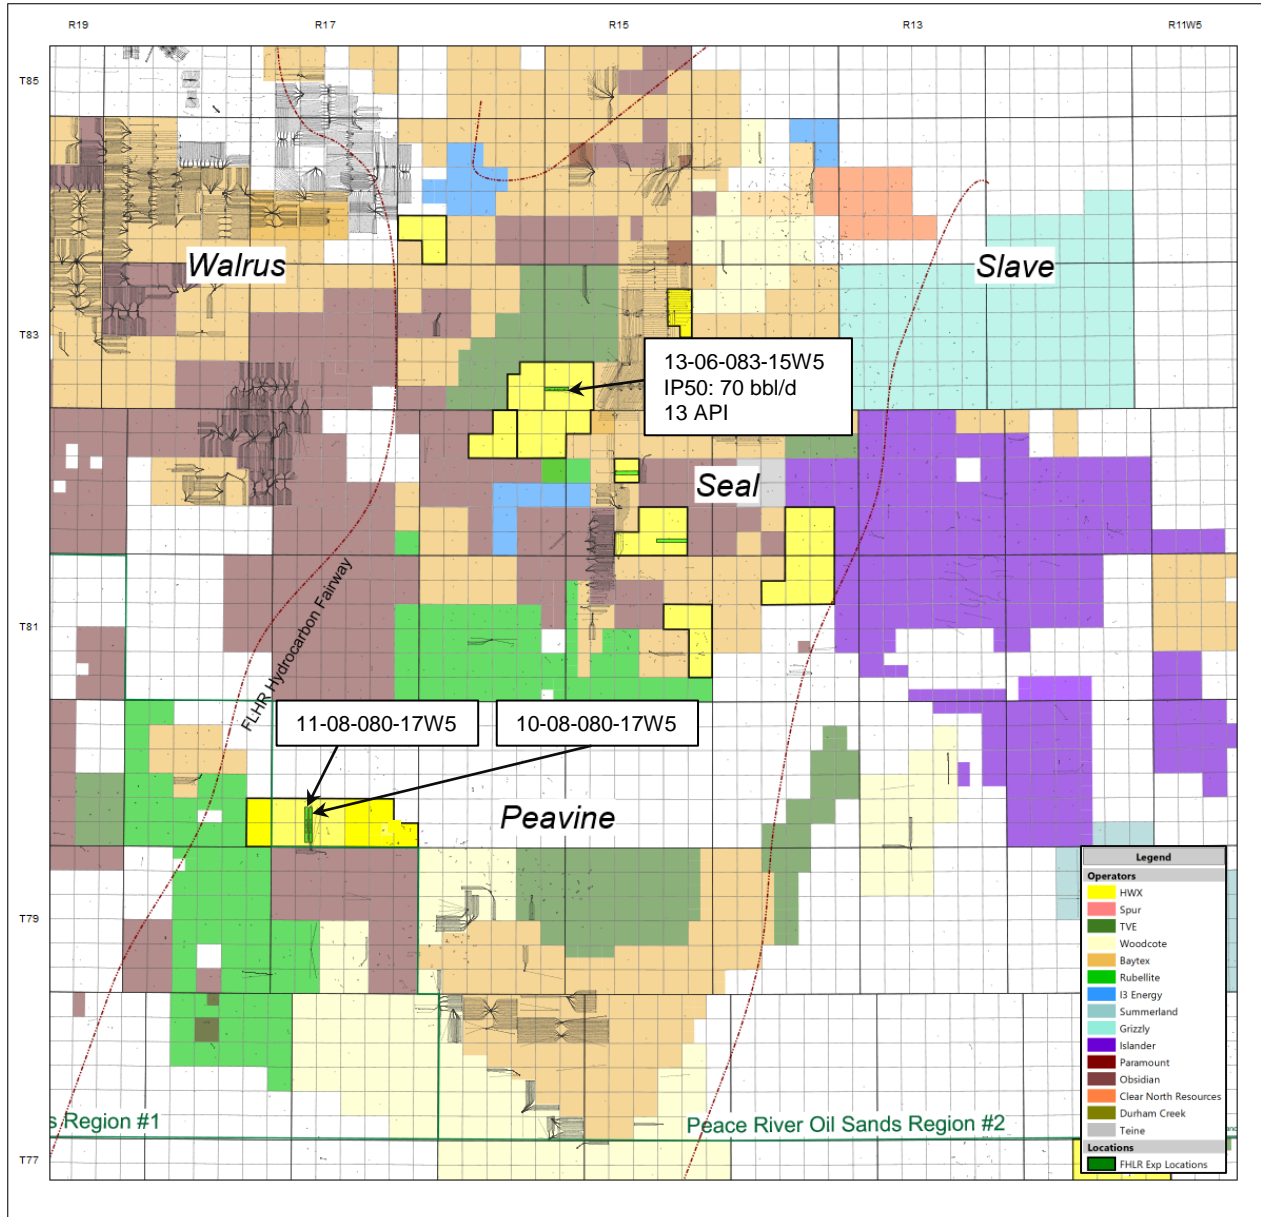 R19
R17
R15
R13
R11W5
T85
Walrus
Slave
T83
13-06-083-15W5
IP50: 70 bbl/d
13 API
Seal
FLHR Hydrocarbon Fairway
T81
11-08-080-17W5
10-08-080-17W5
Peavine
Legend
Operators
HWX
Spur
TVE
Woodcote
Baytex
Rubellite
I3 Energy
Summerland
Grizzly
Islander
Paramount
Obsidian
Clear North Resources
Durham Creek
Teine
Locations
FHLR Exp Locations
T79
s Region #1
Peace River Oil Sands Region #2
T77